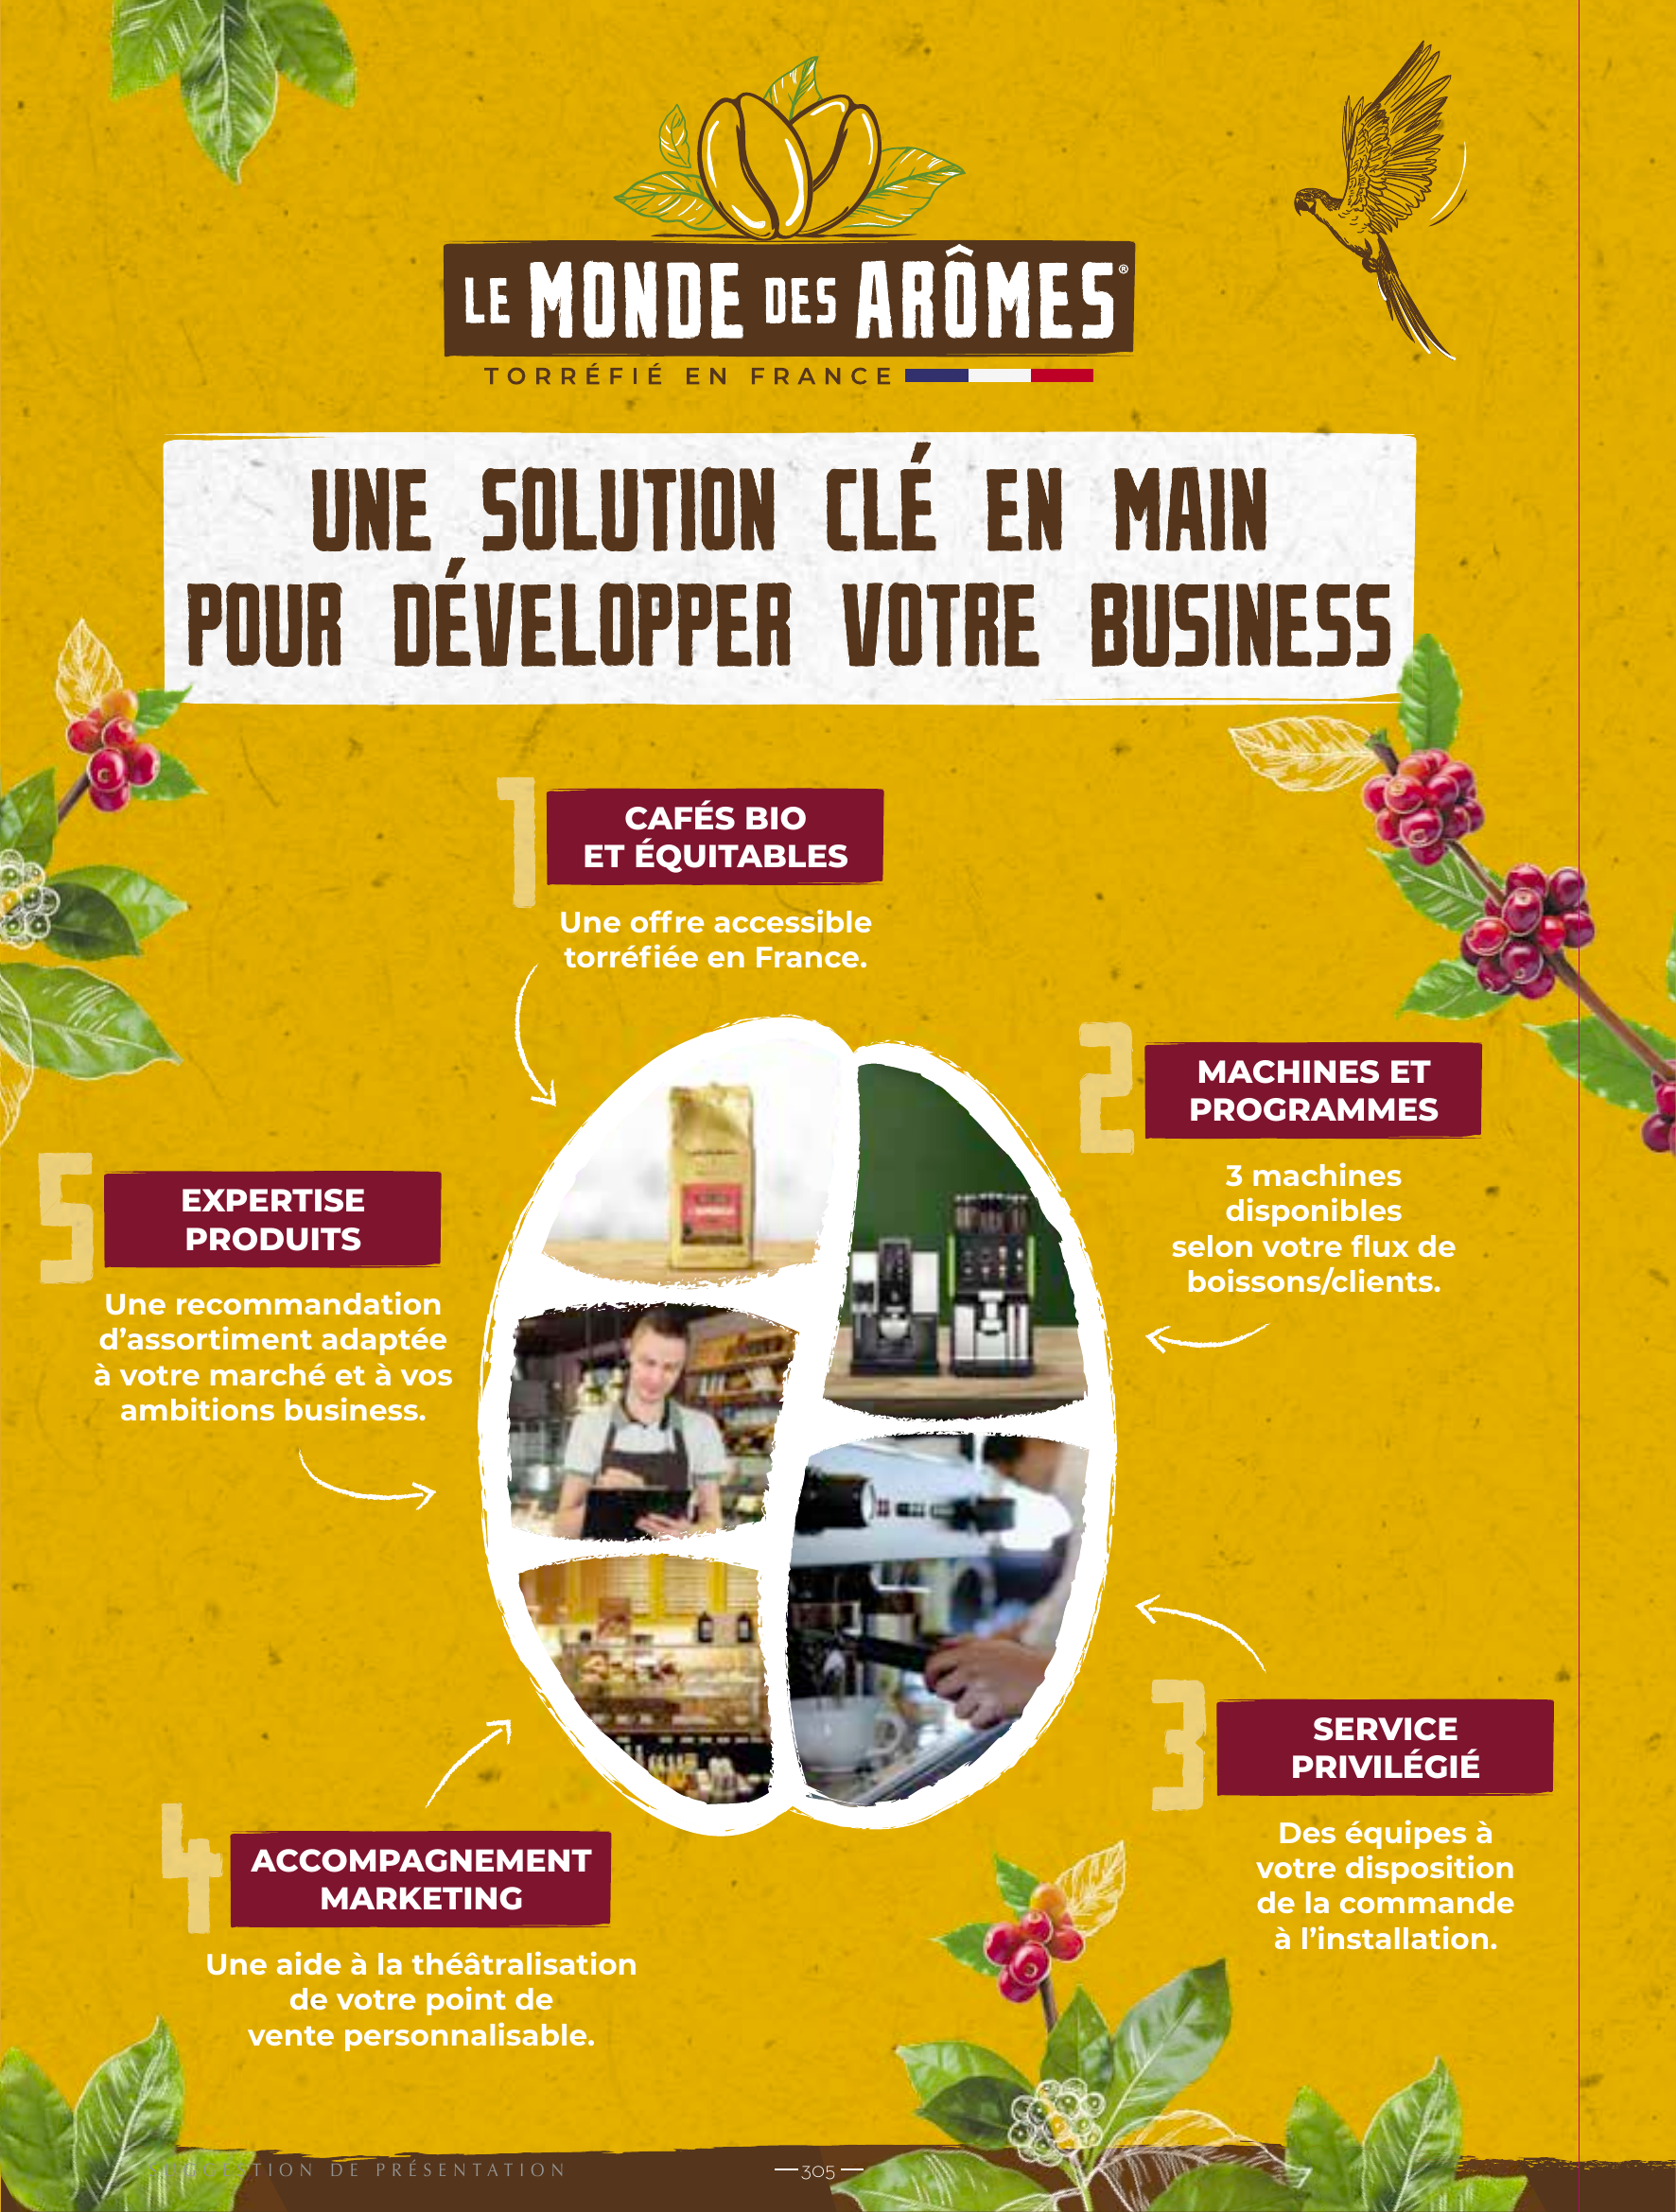 LE MONDE DES ARÔMES®
TORRÉFIÉ EN FRANCE
UNE SOLUTION CLÉ EN MAIN
POUR DÉVELOPPER VOTRE BUSINESS
1
CAFÉS BIO
ET ÉQUITABLES
Une offre accessible
torréfiée en France.
2
MACHINES ET
PROGRAMMES
3 machines
disponibles
selon votre flux de
boissons/clients.
3
SERVICE
PRIVILÉGIÉ
Des équipes à
votre disposition
de la commande
à l'installation.
4
ACCOMPAGNEMENT
MARKETING
Une aide à la théâtralisation
de votre point de
vente personnalisable.
5
EXPERTISE
PRODUITS
Une recommandation
d'assortiment adaptée
à votre marché et à vos
ambitions business.
DE PRÉSENTATION
305